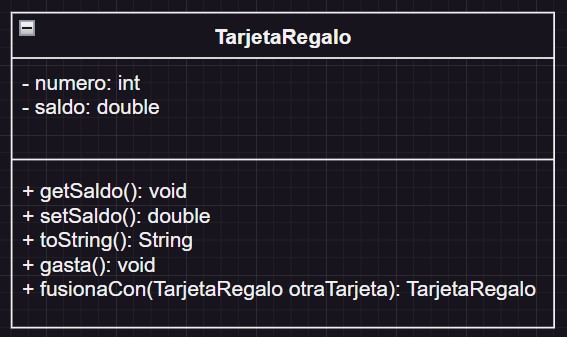 TarjetaRegalo
- numero: int
- saldo: double
+ getSaldo(): void
+ setSaldo(): double
+ toString(): String
+ gasta(): void
+ fusionaCon(TarjetaRegalo otraTarjeta): TarjetaRegalo